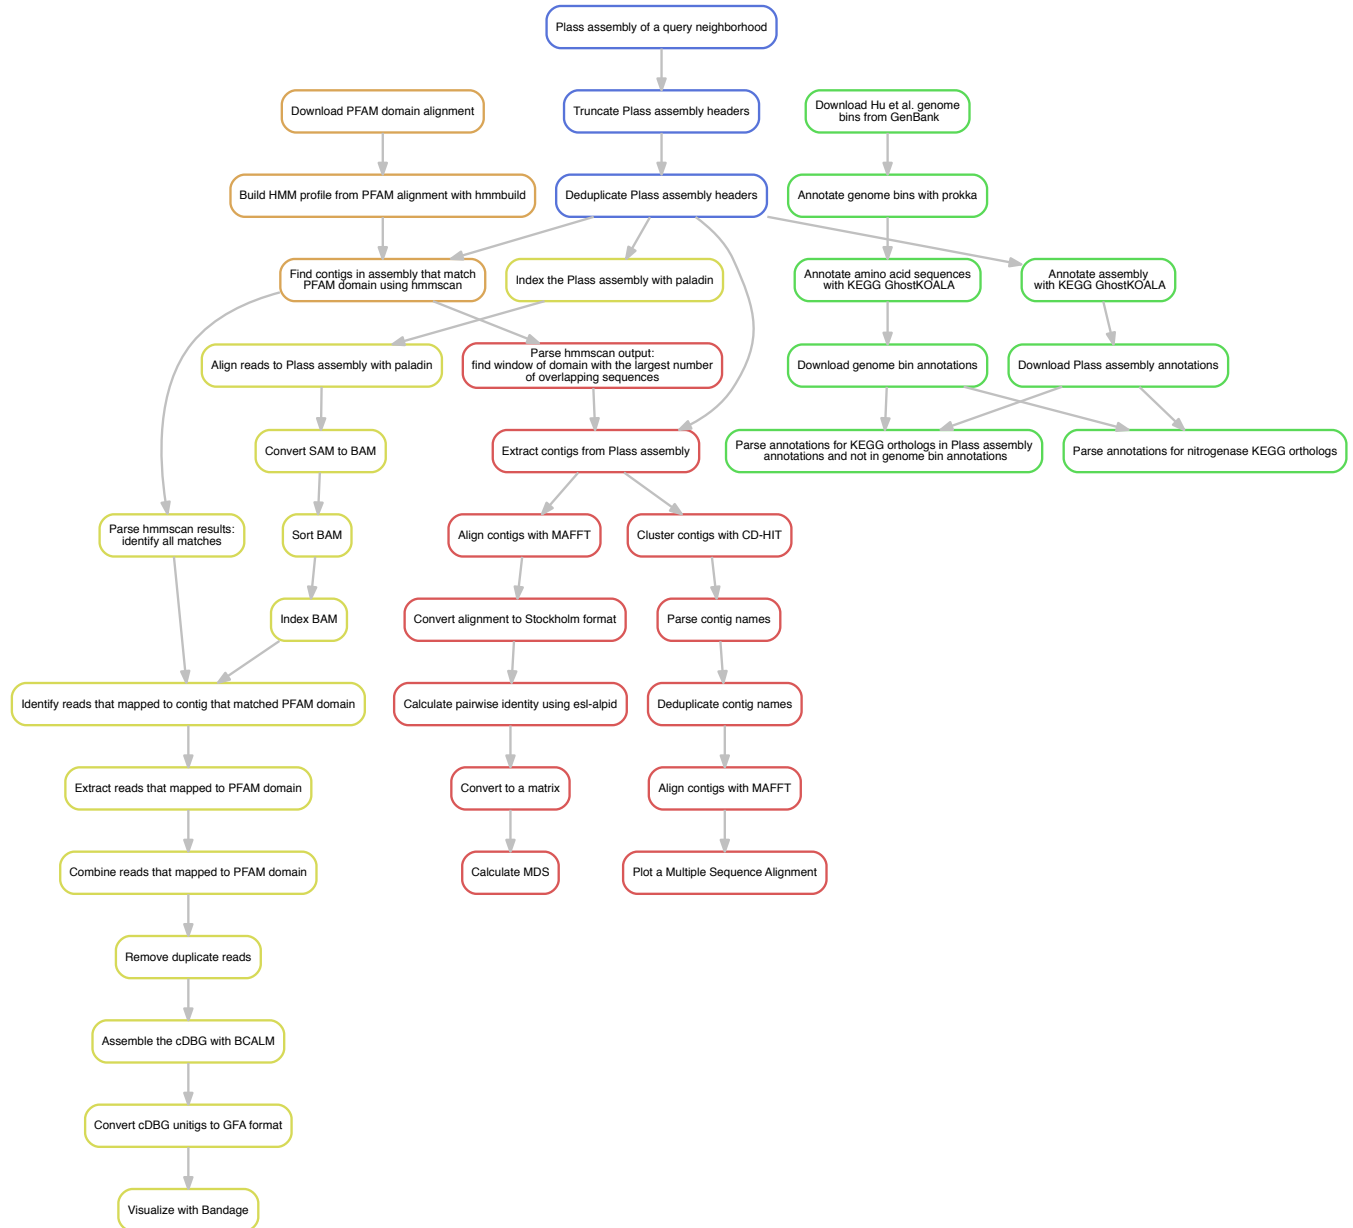 Plass assembly of a query neighborhood
Download PFAM domain alignment
Truncate Plass assembly headers
Download Hu et al. genome
bins from GenBank
Build HMM profile from PFAM alignment with hmmbuild
Deduplicate Plass assembly headers
Annotate genome bins with prokka
Find contigs in assembly that match
PFAM domain using hmmscan
Index the Plass assembly with paladin
Annotate amino acid sequences
with KEGG GhostKOALA
Annotate assembly
with KEGG GhostKOALA
Align reads to Plass assembly with paladin
Parse hmmscan output:
find window of domain with the largest number
of overlapping sequences
Download genome bin annotations
Download Plass assembly annotations
Convert SAM to BAM
Extract contigs from Plass assembly
Parse annotations for KEGG orthologs in Plass assembly
annotations and not in genome bin annotations
Parse annotations for nitrogenase KEGG orthologs
Parse hmmscan results:
identify all matches
Sort BAM
Align contigs with MAFFT
Cluster contigs with CD-HIT
Index BAM
Convert alignment to Stockholm format
Parse contig names
Identify reads that mapped to contig that matched PFAM domain
Calculate pairwise identity using esl-alpid
Deduplicate contig names
Extract reads that mapped to PFAM domain
Convert to a matrix
Align contigs with MAFFT
Combine reads that mapped to PFAM domain
Calculate MDS
Plot a Multiple Sequence Alignment
Remove duplicate reads
Assemble the cDBG with BCALM
Convert cDBG unitigs to GFA format
Visualize with Bandage